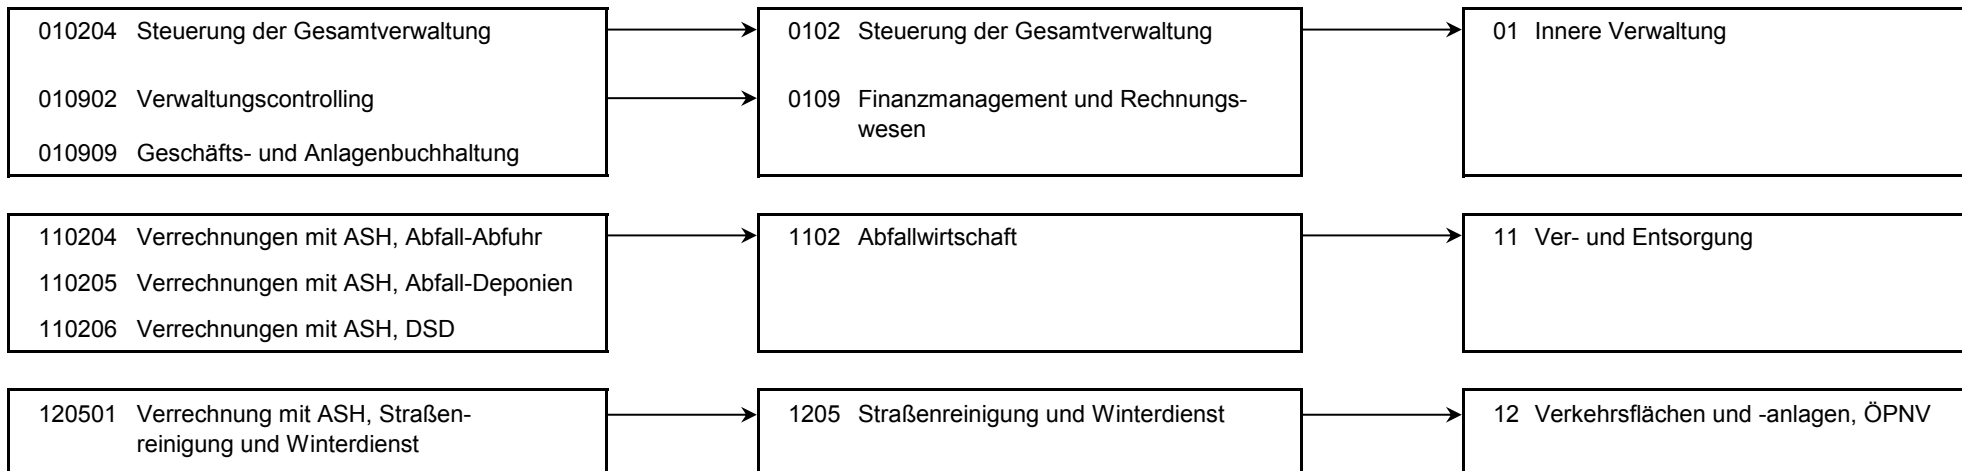 010204 Steuerung der Gesamtverwaltung 0102 Steuerung der Gesamtverwaltung 01 Innere Verwaltung
010902 Verwaltungscontrolling 0109 Finanzmanagement und Rechnungs-
wesen
010909 Geschäfts- und Anlagenbuchhaltung
110204 Verrechnungen mit ASH, Abfall-Abfuhr 1102 Abfallwirtschaft 11 Ver- und Entsorgung
110205 Verrechnungen mit ASH, Abfall-Deponien
110206 Verrechnungen mit ASH, DSD
120501 Verrechnung mit ASH, Straßen- 1205 Straßenreinigung und Winterdienst 12 Verkehrsflächen und -anlagen, ÖPNV
reinigung und Winterdienst